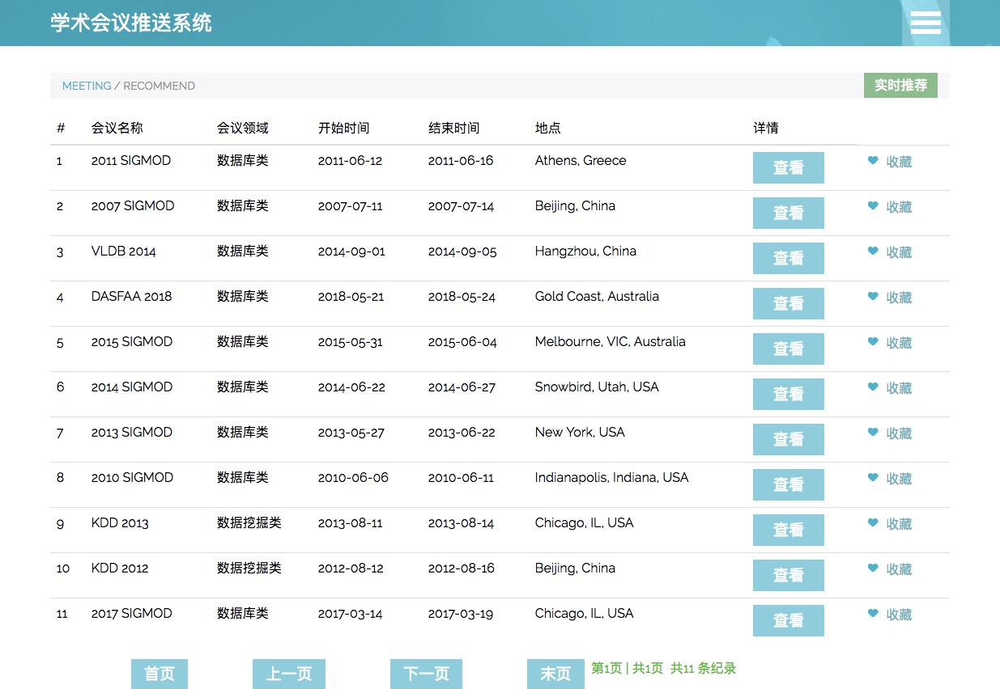 学术会议推送系统
MEETING / RECOMMEND 实时推荐
# 会议名称 会议领域 开始时间 结束时间 地点 详情
1 2011 SIGMOD 数据库类 2011-06-12 2011-06-16 Athens, Greece 查看 收藏
2 2007 SIGMOD 数据库类 2007-07-11 2007-07-14 Beijing, China 查看 收藏
3 VLDB 2014 数据库类 2014-09-01 2014-09-05 Hangzhou, China 查看 收藏
4 DASFAA 2018 数据库类 2018-05-21 2018-05-24 Gold Coast, Australia 查看 收藏
5 2015 SIGMOD 数据库类 2015-05-31 2015-06-04 Melbourne, VIC, Australia 查看 收藏
6 2014 SIGMOD 数据库类 2014-06-22 2014-06-27 Snowbird, Utah, USA 查看 收藏
7 2013 SIGMOD 数据库类 2013-05-27 2013-06-22 New York, USA 查看 收藏
8 2010 SIGMOD 数据库类 2010-06-06 2010-06-11 Indianapolis, Indiana, USA 查看 收藏
9 KDD 2013 数据挖掘类 2013-08-11 2013-08-14 Chicago, IL, USA 查看 收藏
10 KDD 2012 数据挖掘类 2012-08-12 2012-08-16 Beijing, China 查看 收藏
11 2017 SIGMOD 数据库类 2017-03-14 2017-03-19 Chicago, IL, USA 查看 收藏
首页 上一页 下一页 末页 第1页 | 共1页 共11 条纪录